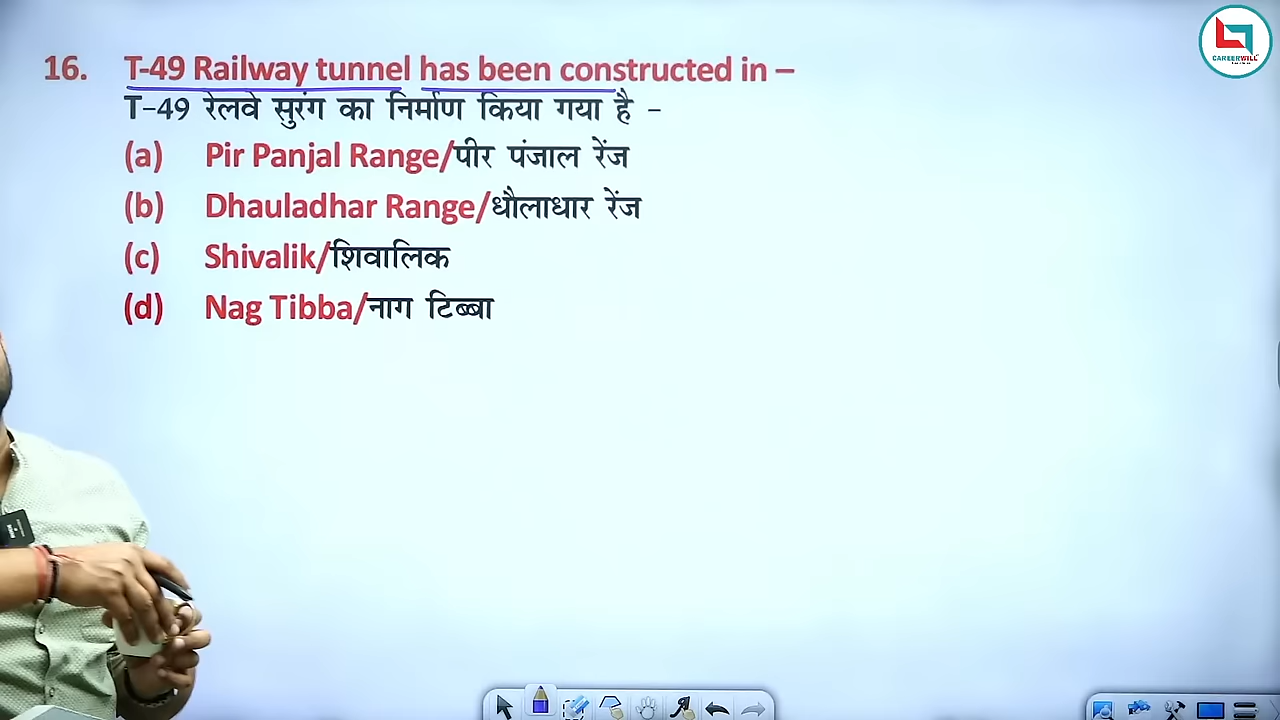 CAREERWILL
16. T-49 Railway tunnel has been constructed in –
T-49 रेलवे सुरंग का निर्माण किया गया है -
(a) Pir Panjal Range/पीर पंजाल रेंज
(b) Dhauladhar Range/धौलाधार रेंज
(c) Shivalik/शिवालिक
(d) Nag Tibba/नाग टिब्बा